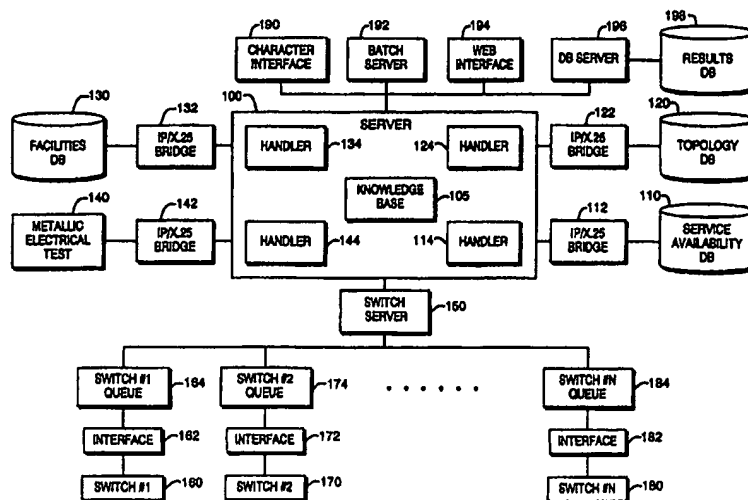 190
192
194
196
198
CHARACTER
INTERFACE
BATCH
SERVER
WEB
INTERFACE
DB SERVER
RESULTS
DB
130
132
100
SERVER
122
120
FACILITIES
DB
IP/X.25
BRIDGE
HANDLER
134
124
HANDLER
IP/X.25
BRIDGE
TOPOLOGY
DB
KNOWLEDGE
BASE
105
140
142
112
110
METALLIC
ELECTRICAL
TEST
IP/X.25
BRIDGE
HANDLER
144
114
HANDLER
IP/X.25
BRIDGE
SERVICE
AVAILABILITY
DB
SWITCH
SERVER
150
SWITCH #1
QUEUE
164
SWITCH #2
QUEUE
174
. . . . . .
SWITCH #N
QUEUE
184
INTERFACE
162
INTERFACE
172
INTERFACE
182
SWITCH #1
160
SWITCH #2
170
SWITCH #N
180